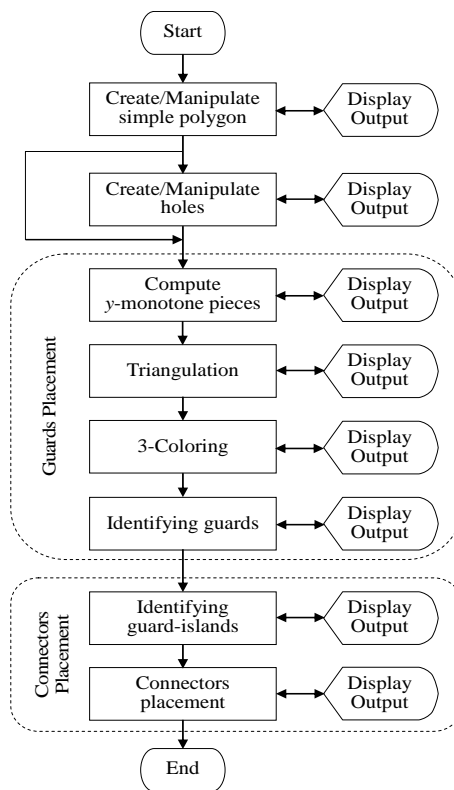 Start
Create/Manipulate
simple polygon
Display
Output
Create/Manipulate
holes
Display
Output
Guards Placement
Compute
y-monotone pieces
Display
Output
Triangulation
Display
Output
3-Coloring
Display
Output
Identifying guards
Display
Output
Connectors
Placement
Identifying
guard-islands
Display
Output
Connectors
placement
Display
Output
End